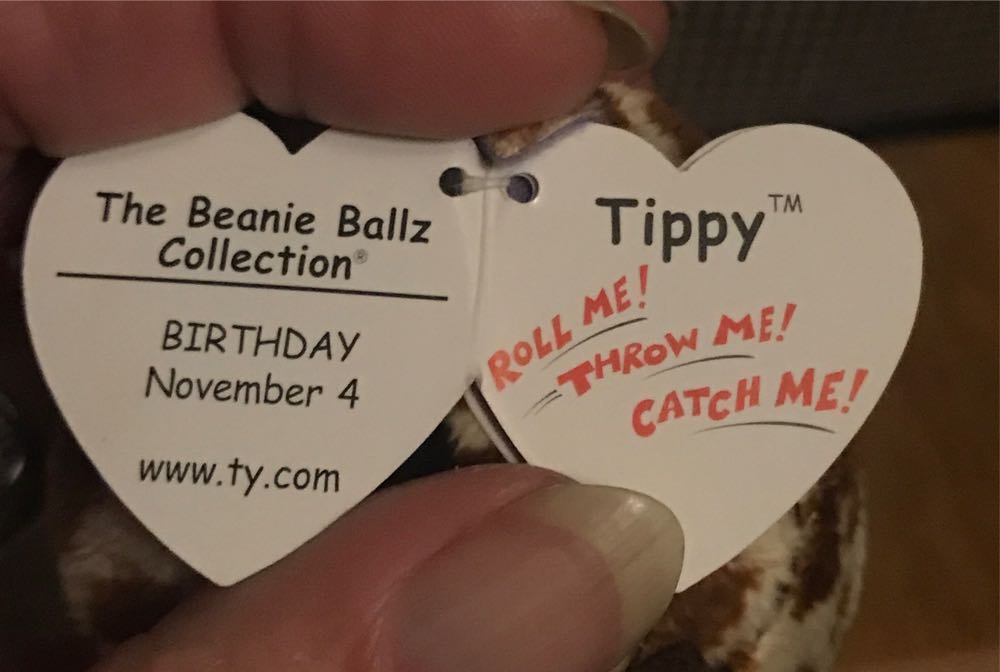 The Beanie Ballz
Collection®
BIRTHDAY
November 4
www.ty.com
Tippy™
ROLL ME!
THROW ME!
CATCH ME!